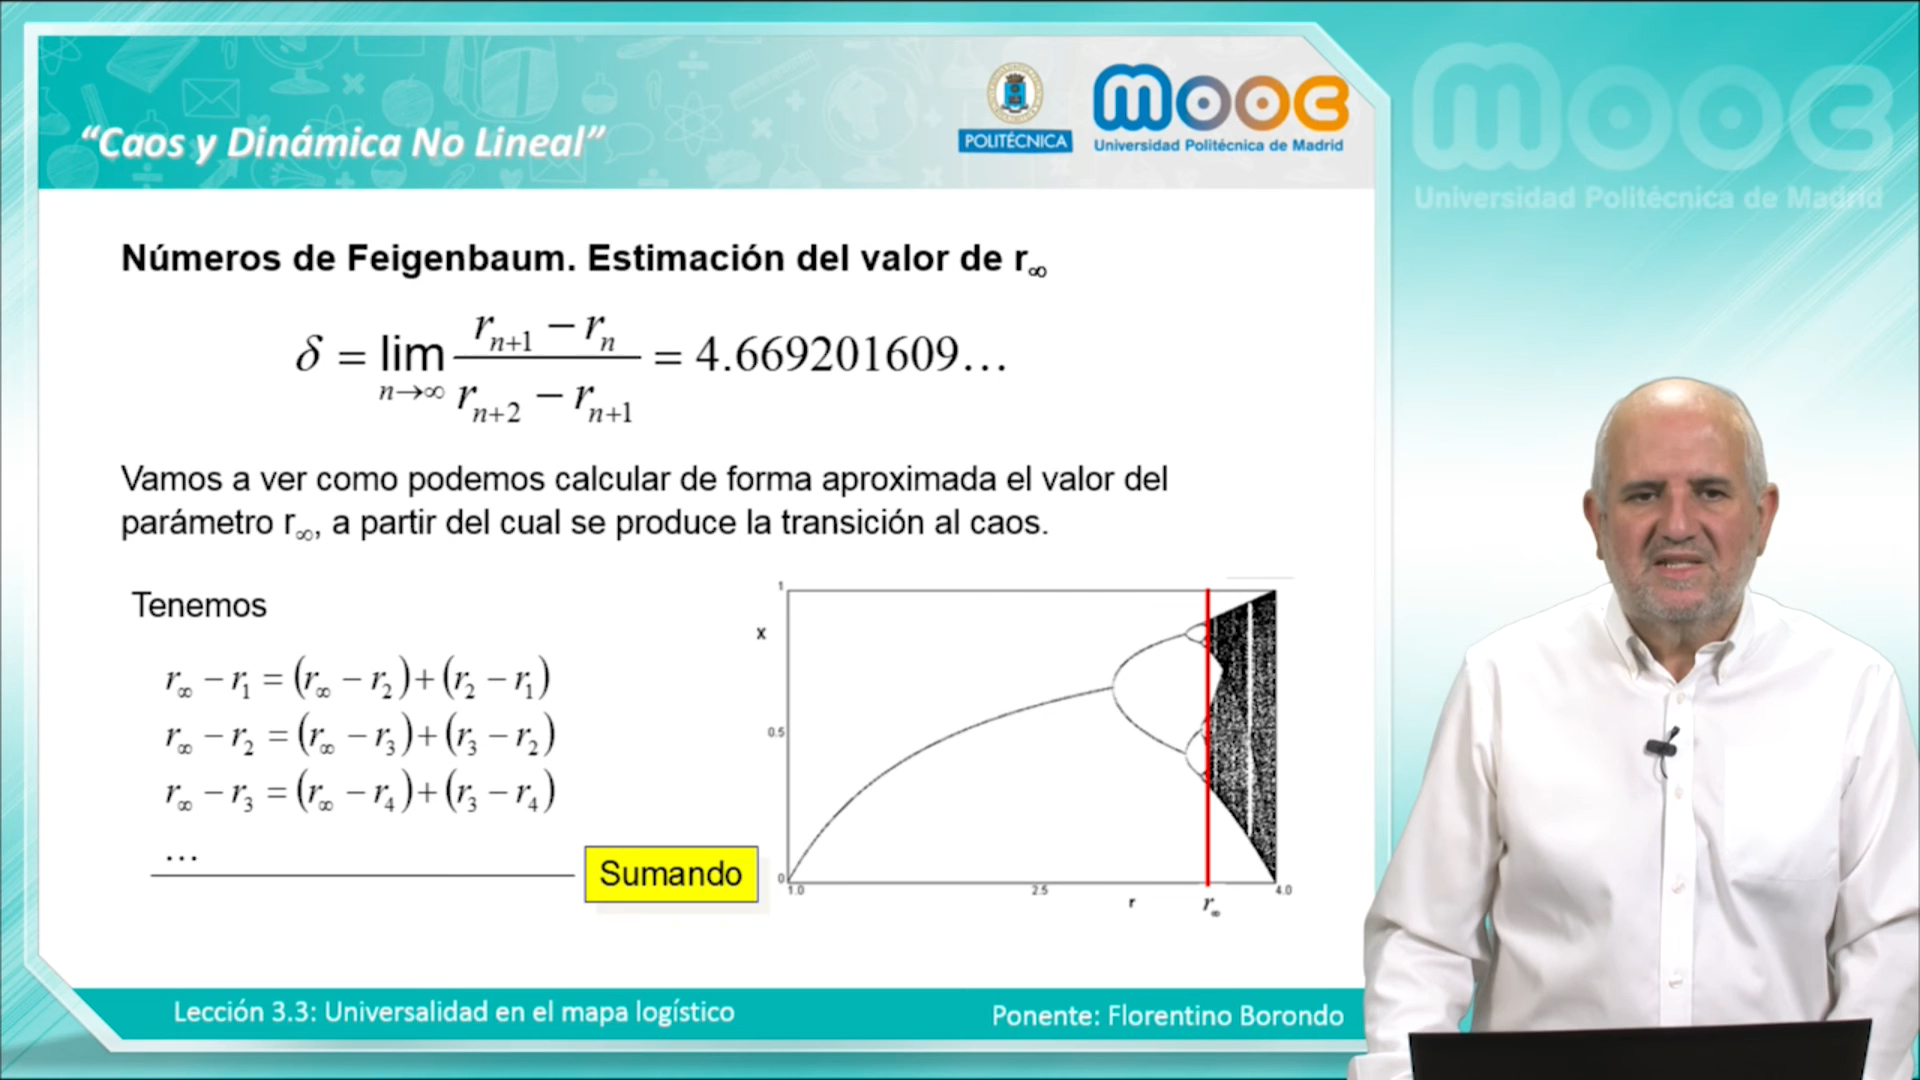 “Caos y Dinámica No Lineal”
POLITÉCNICA
mooc
Universidad Politécnica de Madrid
mooc
Universidad Politécnica de Madrid
Números de Feigenbaum. Estimación del valor de r∞
δ = lim n→∞ (r_{n+1} − r_n) / (r_{n+2} − r_{n+1}) = 4.669201609...
Vamos a ver como podemos calcular de forma aproximada el valor del
parámetro r∞, a partir del cual se produce la transición al caos.
Tenemos
r∞ − r₁ = (r∞ − r₂) + (r₂ − r₁)
r∞ − r₂ = (r∞ − r₃) + (r₃ − r₂)
r∞ − r₃ = (r∞ − r₄) + (r₃ − r₄)
...
Sumando
1
x
0.5
0
1.0
2.5
4.0
r
r∞
Lección 3.3: Universalidad en el mapa logístico
Ponente: Florentino Borondo